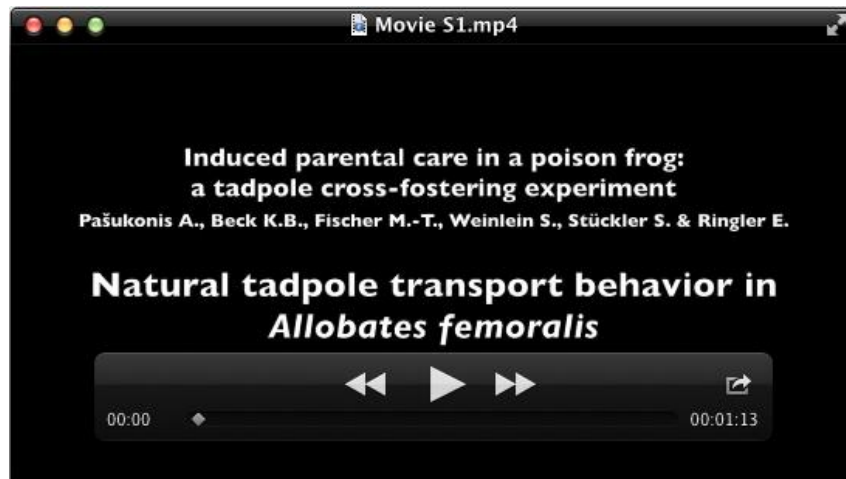 Movie S1.mp4
Induced parental care in a poison frog:
a tadpole cross-fostering experiment
Pašukonis A., Beck K.B., Fischer M.-T., Weinlein S., Stückler S. & Ringler E.
Natural tadpole transport behavior in
Allobates femoralis
00:00 00:01:13